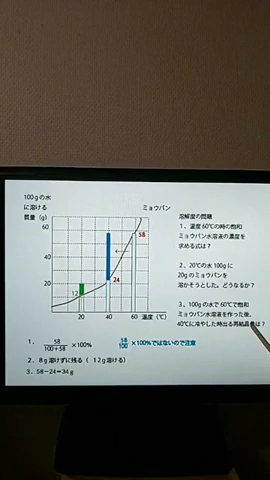 100gの水
に溶ける
質量 (g)
ミョウバン
60
40
20
58
24
12
20
40
60
温度 (℃)
溶解度の問題
1、温度60℃の時の飽和
ミョウバン水溶液の濃度を
求める式は？
2、20℃の水 100gに
20gのミョウバンを
溶かそうとした。どうなるか？
3、100gの水で 60℃で飽和
ミョウバン水溶液を作った後、
40℃に冷やした時出る再結晶量は？
1. 58/100+58 ×100% 58/100 ×100%ではないので注意
2. 8g溶けずに残る ( 12g溶ける)
3. 58−24=34g